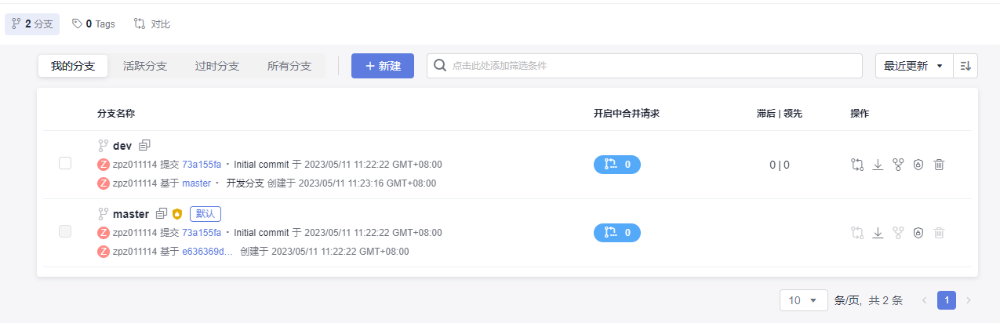 2 分支 0 Tags 对比
我的分支 活跃分支 过时分支 所有分支 + 新建 点击此处添加筛选条件 最近更新
分支名称 开启中合并请求 滞后 | 领先 操作
dev
Z zpz011114 提交 73a155fa · Initial commit 于 2023/05/11 11:22:22 GMT+08:00 0 0 | 0
Z zpz011114 基于 master · 开发分支 创建于 2023/05/11 11:23:16 GMT+08:00
master 默认
Z zpz011114 提交 73a155fa · Initial commit 于 2023/05/11 11:22:22 GMT+08:00 0
Z zpz011114 基于 e636369d... 创建于 2023/05/11 11:22:22 GMT+08:00
10 条/页, 共 2 条 1